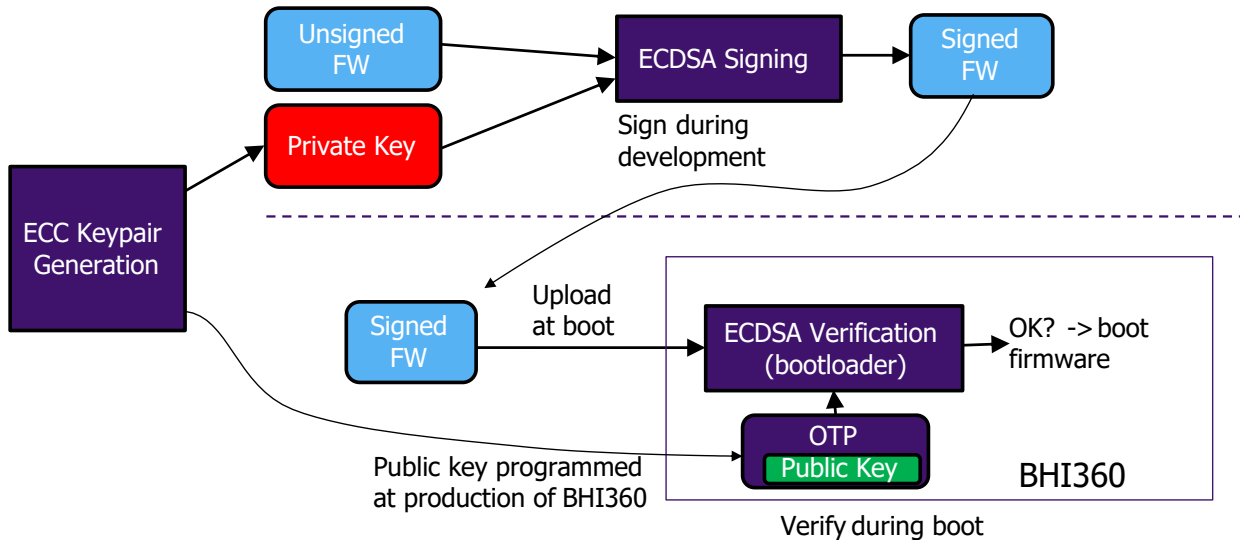 Unsigned
FW
ECDSA Signing
Signed
FW
Private Key
Sign during
development
ECC Keypair
Generation
Upload
at boot
Signed
FW
ECDSA Verification
(bootloader)
OK? -> boot
firmware
OTP
Public Key
Public key programmed
at production of BHI360
BHI360
Verify during boot